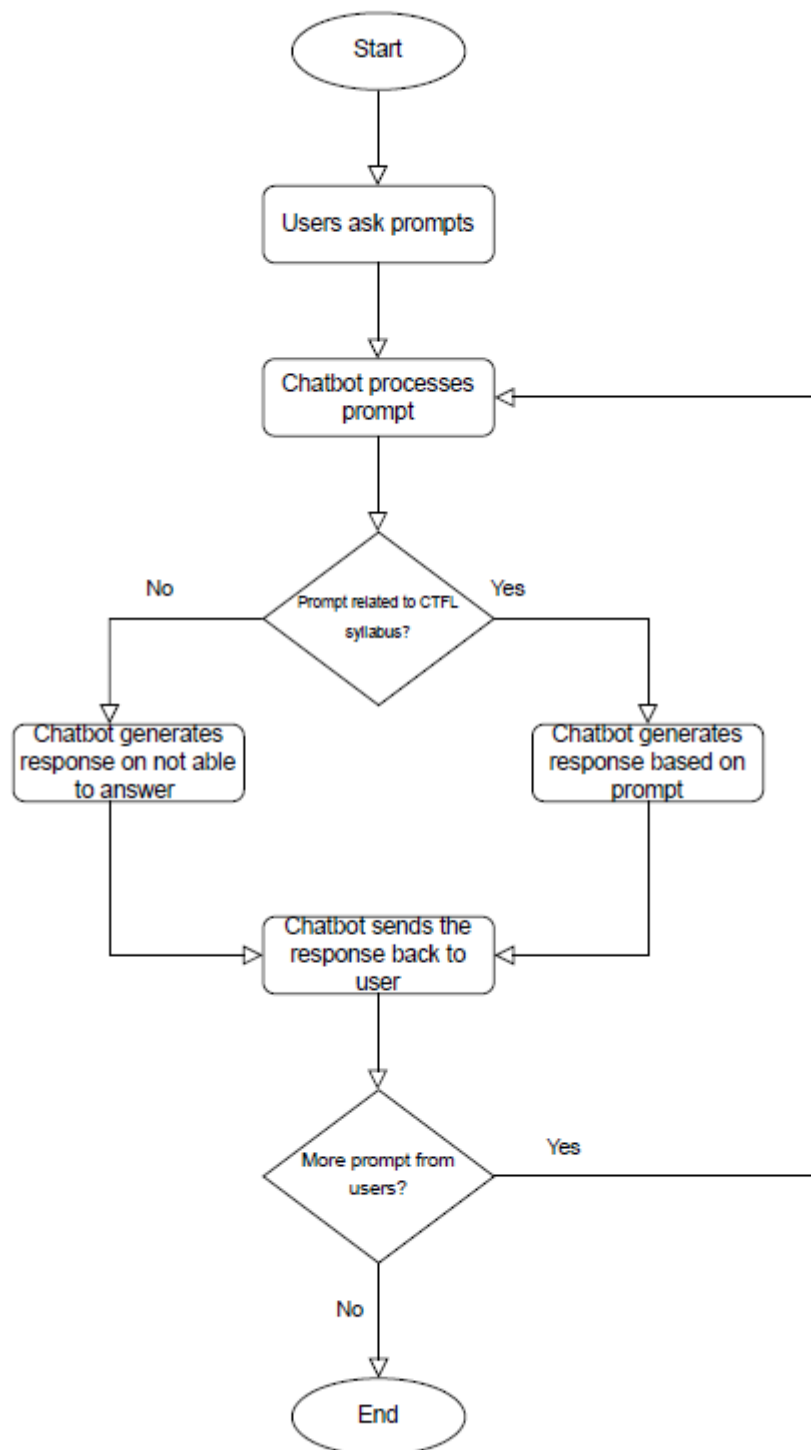 Start
Users ask prompts
Chatbot processes
prompt
No
Yes
Prompt related to CTFL
syllabus?
Chatbot generates
response on not able
to answer
Chatbot generates
response based on
prompt
Chatbot sends the
response back to
user
More prompt from
users?
Yes
No
End